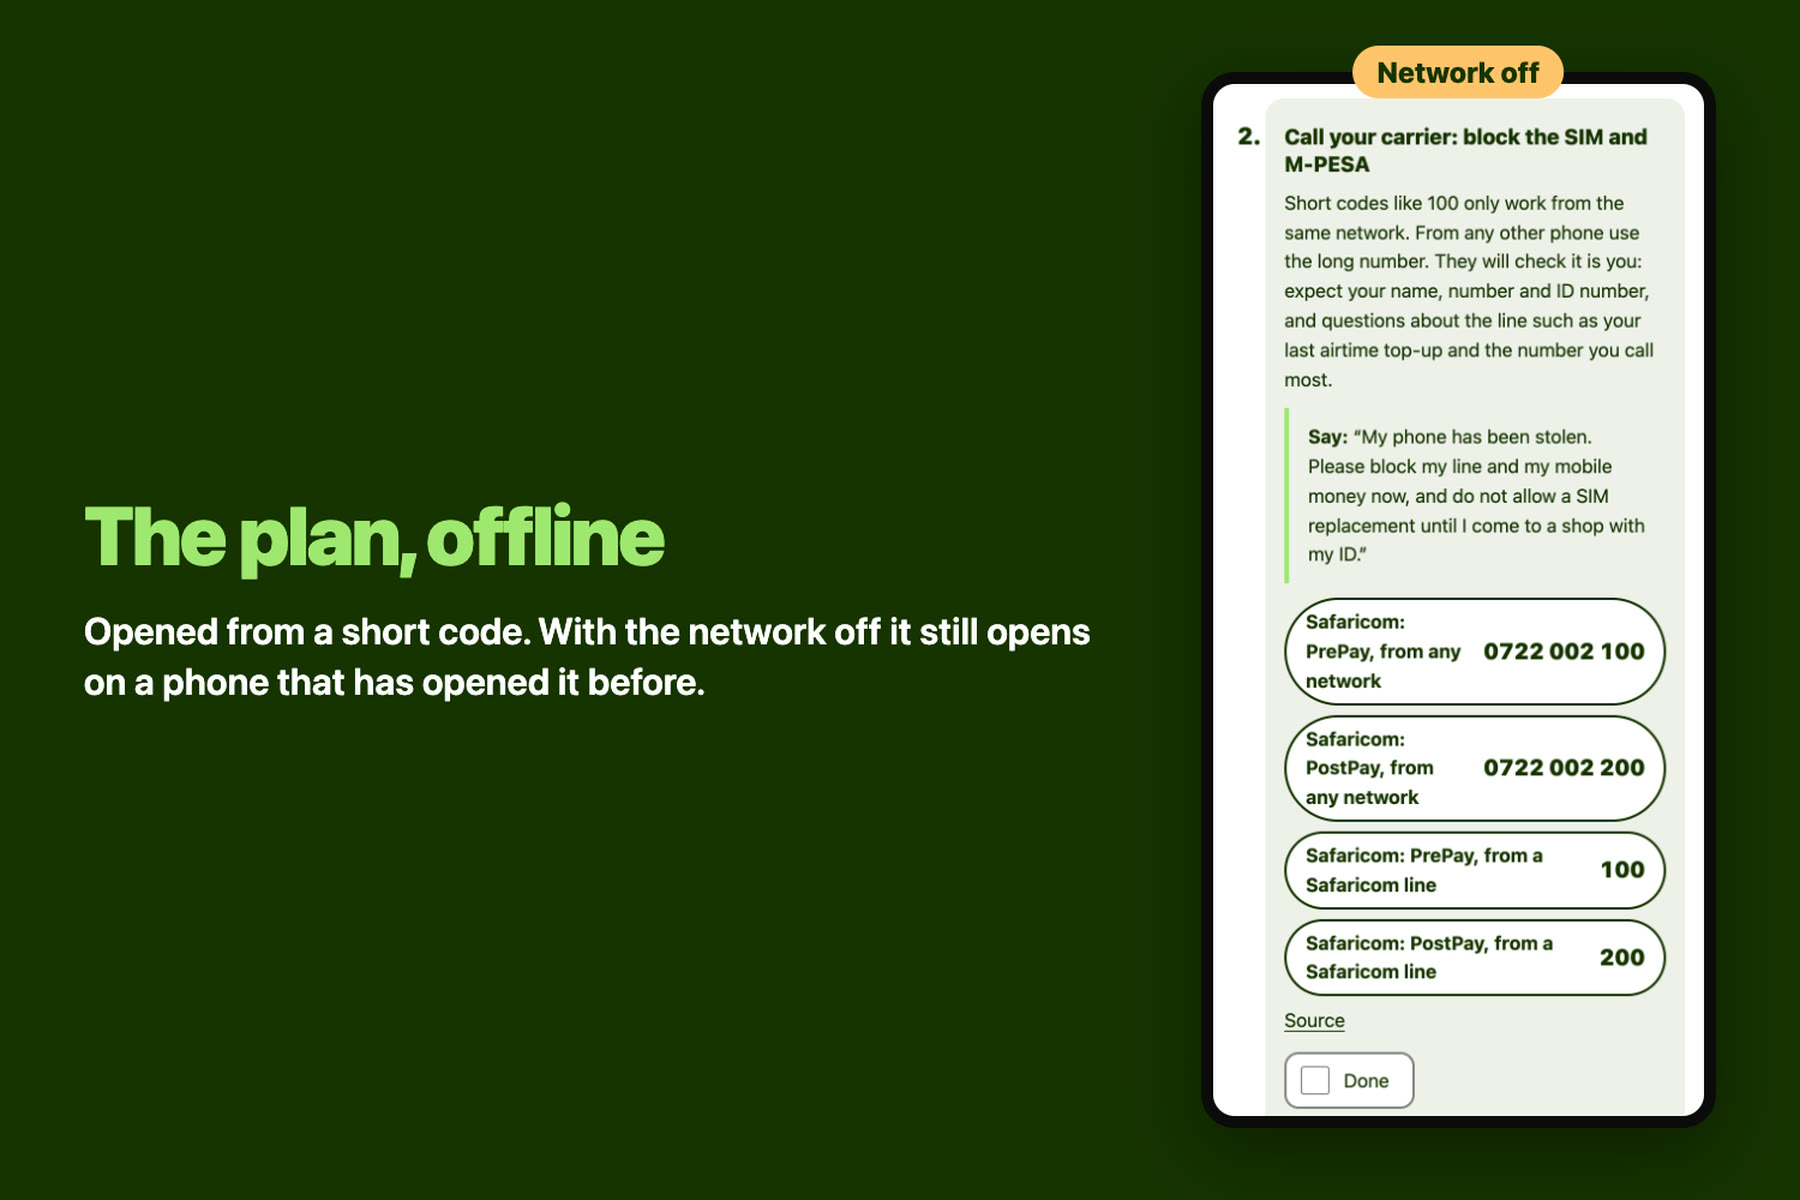 The plan, offline
Opened from a short code. With the network off it still opens
on a phone that has opened it before.
Network off
2. Call your carrier: block the SIM and
M-PESA
Short codes like 100 only work from the
same network. From any other phone use
the long number. They will check it is you:
expect your name, number and ID number,
and questions about the line such as your
last airtime top-up and the number you call
most.
Say: “My phone has been stolen.
Please block my line and my mobile
money now, and do not allow a SIM
replacement until I come to a shop with
my ID.”
Safaricom:
PrePay, from any 0722 002 100
network
Safaricom:
PostPay, from 0722 002 200
any network
Safaricom: PrePay, from a 100
Safaricom line
Safaricom: PostPay, from a 200
Safaricom line
Source
Done